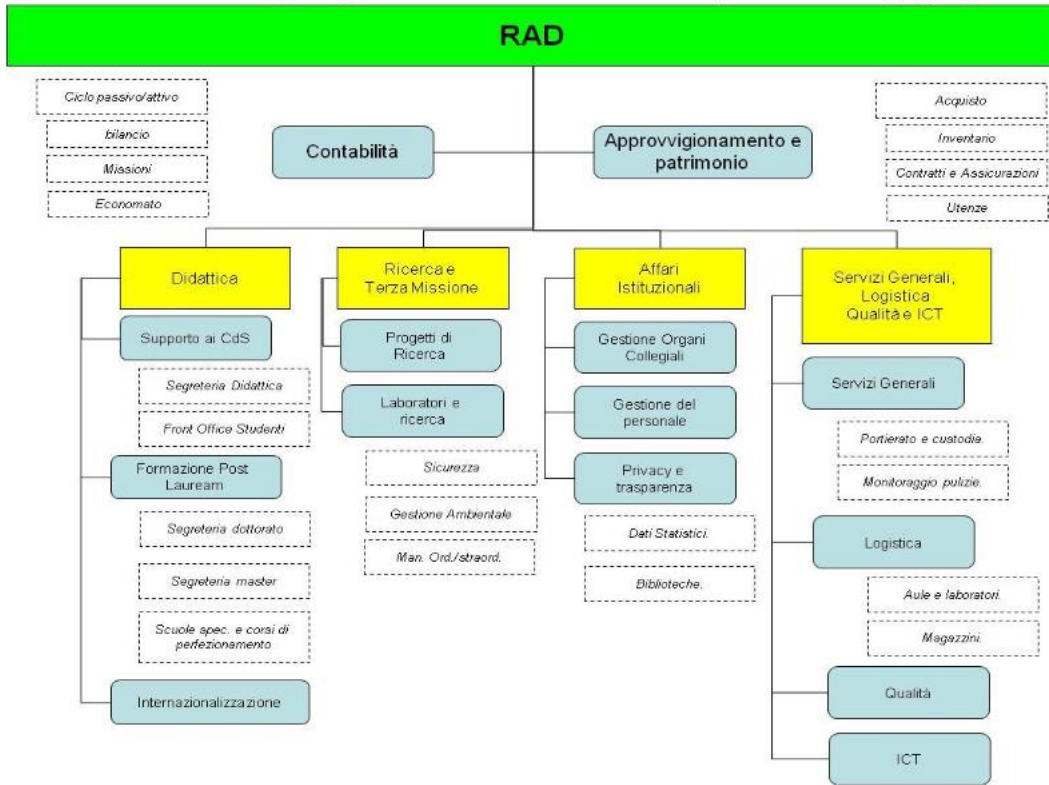 RAD
Ciclo passivo/attivo
bilancio
Missioni
Economato
Contabilità
Approvvigionamento e
patrimonio
Acquisto
Inventario
Contratti e Assicurazioni
Utenze
Didattica
Supporto ai CdS
Segreteria Didattica
Front Office Studenti
Formazione Post
Lauream
Segreteria dottorato
Segreteria master
Scuole spec. e corsi di
perfezionamento
Internazionalizzazione
Ricerca e
Terza Missione
Progetti di
Ricerca
Laboratori e
ricerca
Sicurezza
Gestione Ambientale
Man. Ord./straord.
Affari
Istituzionali
Gestione Organi
Collegiali
Gestione del
personale
Privacy e
trasparenza
Dati Statistici.
Biblioteche.
Servizi Generali,
Logistica
Qualità e ICT
Servizi Generali
Portierato e custodia.
Monitoraggio pulizie.
Logistica
Aule e laboratori.
Magazzini.
Qualità
ICT